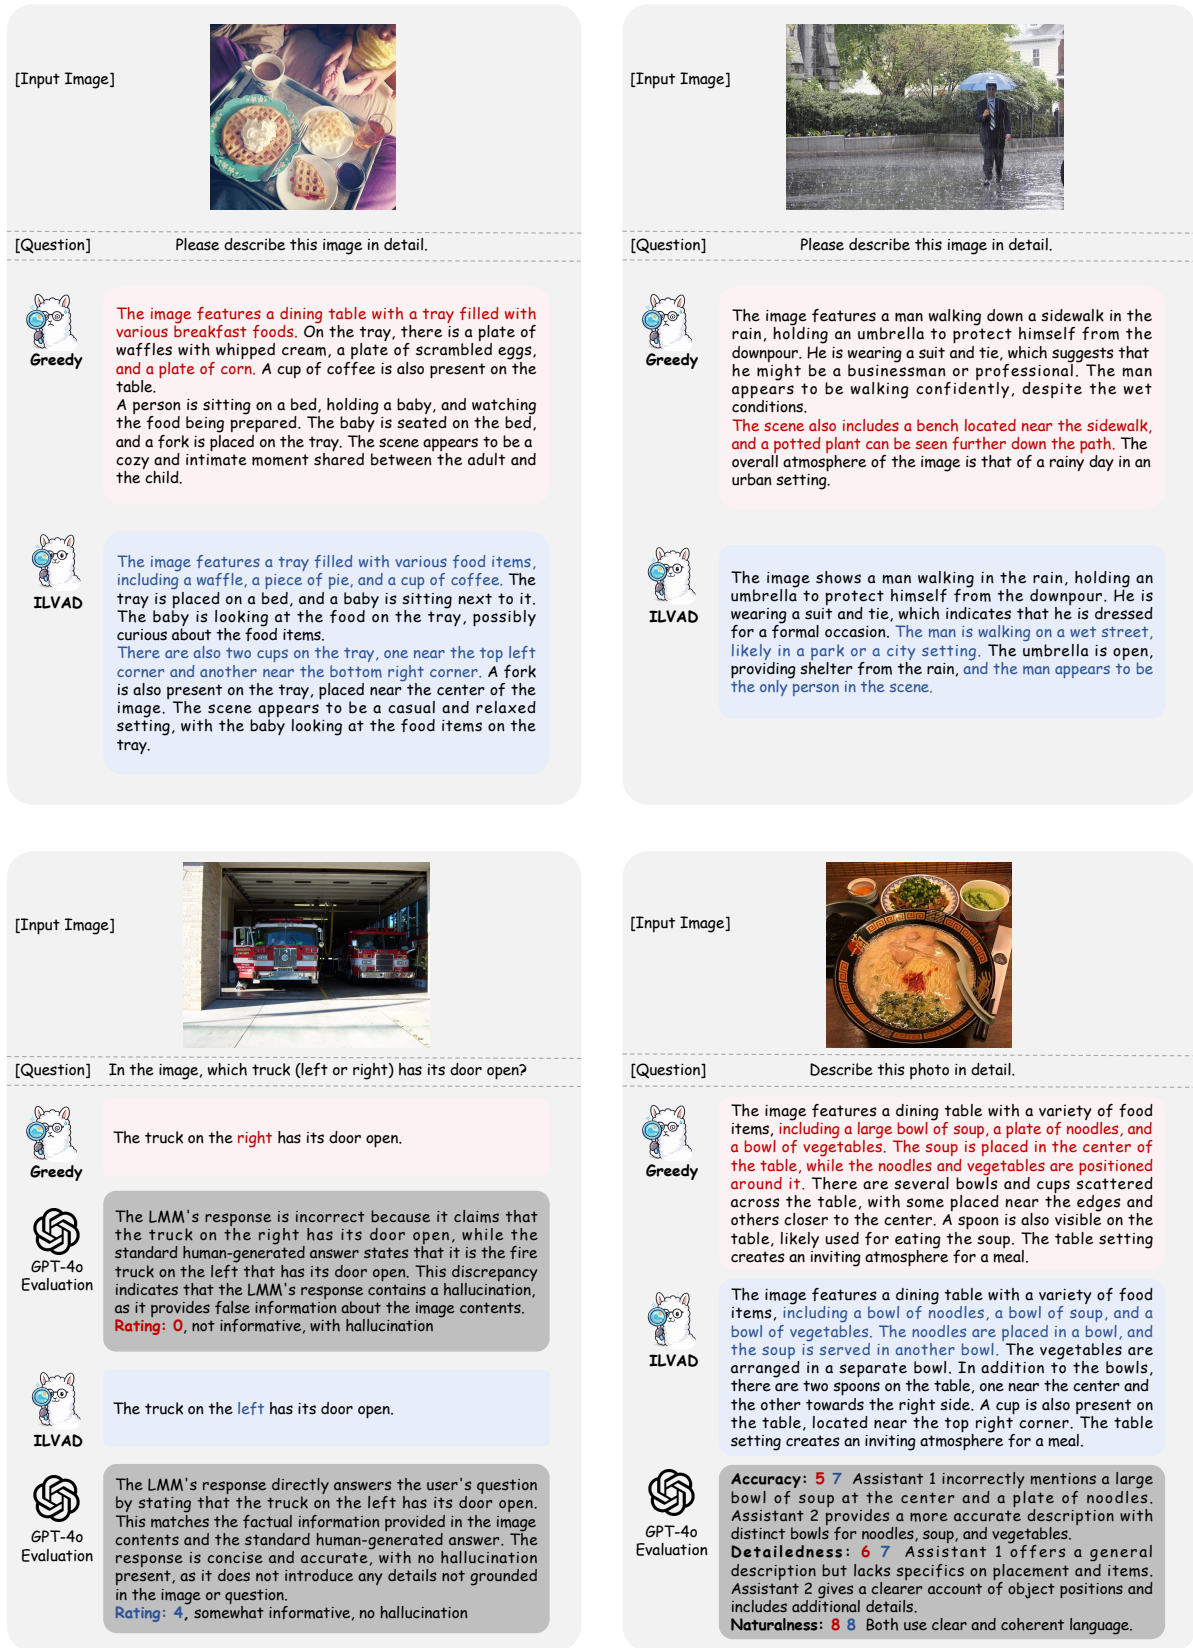 [Input Image]
[Question]
Please describe this image in detail.
Greedy
The image features a dining table with a tray filled with
various breakfast foods. On the tray, there is a plate of
waffles with whipped cream, a plate of scrambled eggs,
and a plate of corn. A cup of coffee is also present on the
table.
A person is sitting on a bed, holding a baby, and watching
the food being prepared. The baby is seated on the bed,
and a fork is placed on the tray. The scene appears to be a
cozy and intimate moment shared between the adult and
the child.
ILVAD
The image features a tray filled with various food items,
including a waffle, a piece of pie, and a cup of coffee. The
tray is placed on a bed, and a baby is sitting next to it.
The baby is looking at the food on the tray, possibly
curious about the food items.
There are also two cups on the tray, one near the top left
corner and another near the bottom right corner. A fork
is also present on the tray, placed near the center of the
image. The scene appears to be a casual and relaxed
setting, with the baby looking at the food items on the
tray.
[Input Image]
[Question]
Please describe this image in detail.
Greedy
The image features a man walking down a sidewalk in the
rain, holding an umbrella to protect himself from the
downpour. He is wearing a suit and tie, which suggests that
he might be a businessman or professional. The man
appears to be walking confidently, despite the wet
conditions.
The scene also includes a bench located near the sidewalk,
and a potted plant can be seen further down the path. The
overall atmosphere of the image is that of a rainy day in an
urban setting.
ILVAD
The image shows a man walking in the rain, holding an
umbrella to protect himself from the downpour. He is
wearing a suit and tie, which indicates that he is dressed
for a formal occasion. The man is walking on a wet street,
likely in a park or a city setting. The umbrella is open,
providing shelter from the rain, and the man appears to be
the only person in the scene.
[Input Image]
[Question]
In the image, which truck (left or right) has its door open?
Greedy
The truck on the right has its door open.
GPT-4o
Evaluation
The LMM's response is incorrect because it claims that
the truck on the right has its door open, while the
standard human-generated answer states that it is the fire
truck on the left that has its door open. This discrepancy
indicates that the LMM's response contains a hallucination,
as it provides false information about the image contents.
Rating: 0, not informative, with hallucination
ILVAD
The truck on the left has its door open.
GPT-4o
Evaluation
The LMM's response directly answers the user's question
by stating that the truck on the left has its door open.
This matches the factual information provided in the image
contents and the standard human-generated answer. The
response is concise and accurate, with no hallucination
present, as it does not introduce any details not grounded
in the image or question.
Rating: 4, somewhat informative, no hallucination
[Input Image]
[Question]
Describe this photo in detail.
Greedy
The image features a dining table with a variety of food
items, including a large bowl of soup, a plate of noodles, and
a bowl of vegetables. The soup is placed in the center of
the table, while the noodles and vegetables are positioned
around it. There are several bowls and cups scattered
across the table, with some placed near the edges and
others closer to the center. A spoon is also visible on the
table, likely used for eating the soup. The table setting
creates an inviting atmosphere for a meal.
ILVAD
The image features a dining table with a variety of food
items, including a bowl of noodles, a bowl of soup, and a
bowl of vegetables. The noodles are placed in a bowl, and
the soup is served in another bowl. The vegetables are
arranged in a separate bowl. In addition to the bowls,
there are two spoons on the table, one near the center and
the other towards the right side. A cup is also present on
the table, located near the top right corner. The table
setting creates an inviting atmosphere for a meal.
GPT-4o
Evaluation
Accuracy: 5 7 Assistant 1 incorrectly mentions a large
bowl of soup at the center and a plate of noodles.
Assistant 2 provides a more accurate description with
distinct bowls for noodles, soup, and vegetables.
Detailedness: 6 7 Assistant 1 offers a general
description but lacks specifics on placement and items.
Assistant 2 gives a clearer account of object positions and
includes additional details.
Naturalness: 8 8 Both use clear and coherent language.